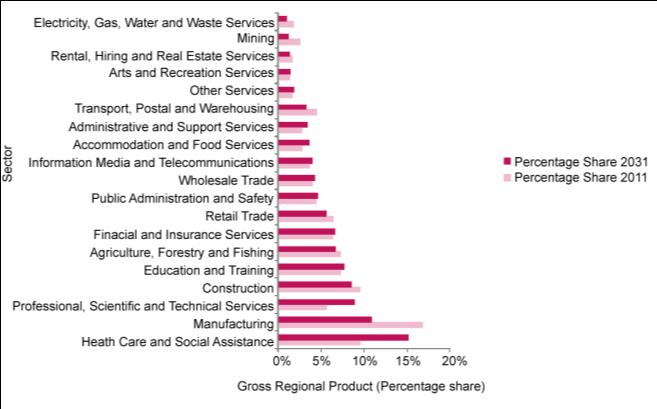 Electricity, Gas, Water and Waste Services
Mining
Rental, Hiring and Real Estate Services
Arts and Recreation Services
Other Services
Transport, Postal and Warehousing
Administrative and Support Services
Accommodation and Food Services
Information Media and Telecommunications
Wholesale Trade
Public Administration and Safety
Retail Trade
Finacial and Insurance Services
Agriculture, Forestry and Fishing
Education and Training
Construction
Professional, Scientific and Technical Services
Manufacturing
Heath Care and Social Assistance
Sector
0% 5% 10% 15% 20%
Gross Regional Product (Percentage share)
Percentage Share 2031
Percentage Share 2011